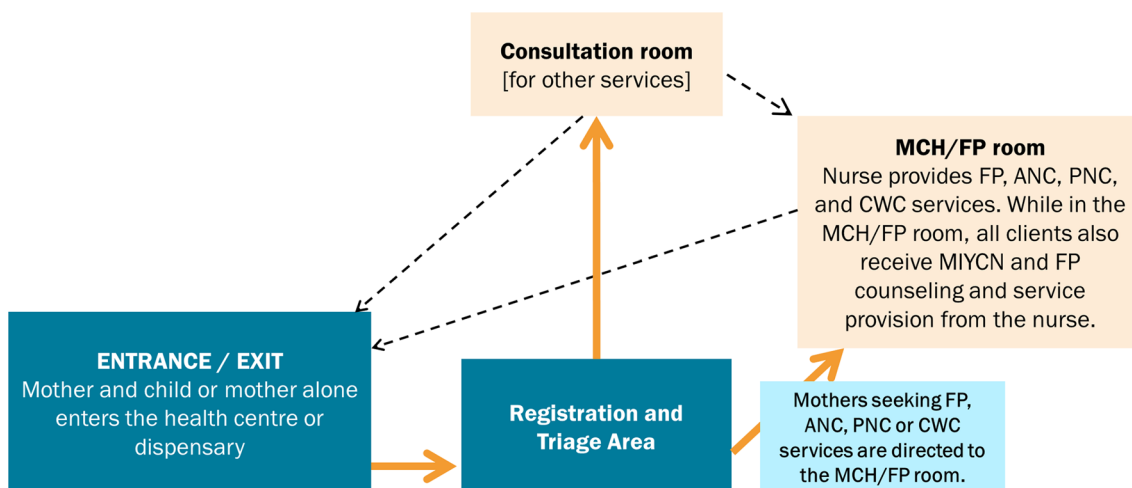 Consultation room
[for other services]
MCH/FP room
Nurse provides FP, ANC, PNC,
and CWC services. While in the
MCH/FP room, all clients also
receive MIYCN and FP
counseling and service
provision from the nurse.
ENTRANCE / EXIT
Mother and child or mother alone
enters the health centre or
dispensary
Registration and
Triage Area
Mothers seeking FP,
ANC, PNC or CWC
services are directed to
the MCH/FP room.